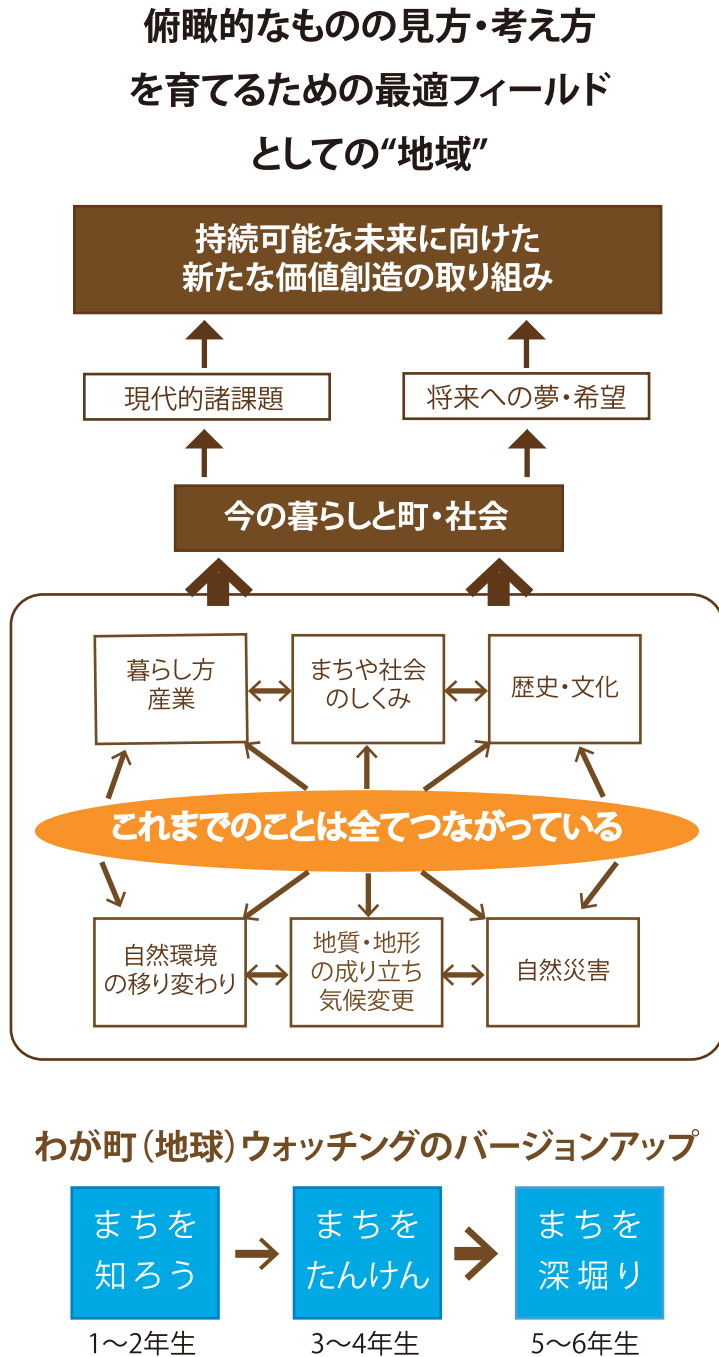 俯瞰的なものの見方・考え方
を育てるための最適フィールド
としての“地域”
持続可能な未来に向けた
新たな価値創造の取り組み
現代的諸課題
将来への夢・希望
今の暮らしと町・社会
暮らし方
産業
まちや社会
のしくみ
歴史・文化
これまでのことは全てつながっている
自然環境
の移り変わり
地質・地形
の成り立ち
気候変更
自然災害
わが町（地球）ウォッチングのバージョンアップ
まちを
知ろう
まちを
たんけん
まちを
深堀り
1〜2年生
3〜4年生
5〜6年生